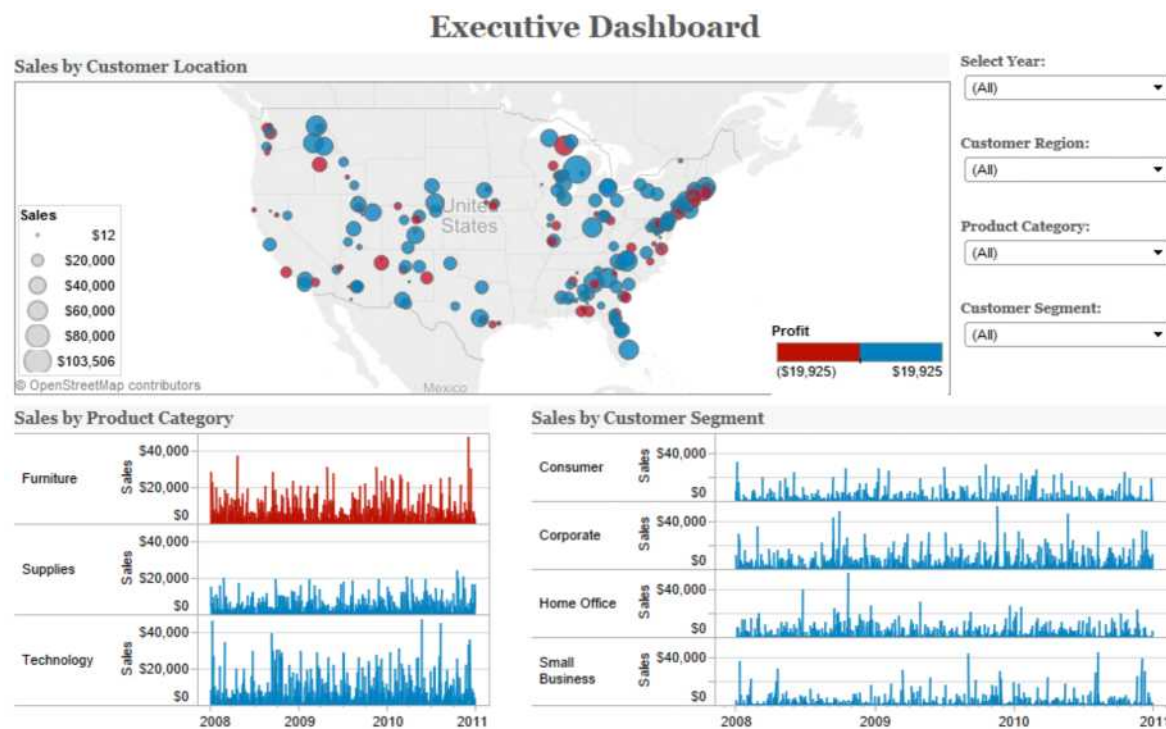 Executive Dashboard
Sales by Customer Location
Select Year:
(All)
Customer Region:
(All)
Product Category:
(All)
Customer Segment:
(All)
United
States
Mexico
Sales
$12
$20,000
$40,000
$60,000
$80,000
$103,506
© OpenStreetMap contributors
Profit
($19,925) $19,925
Sales by Product Category
Furniture
Sales
$40,000
$20,000
$0
Supplies
Sales
$40,000
$20,000
$0
Technology
Sales
$40,000
$20,000
$0
2008 2009 2010 2011
Sales by Customer Segment
Consumer
Sales
$40,000
$0
Corporate
Sales
$40,000
$0
Home Office
Sales
$40,000
$0
Small
Business
Sales
$40,000
$0
2008 2009 2010 2011